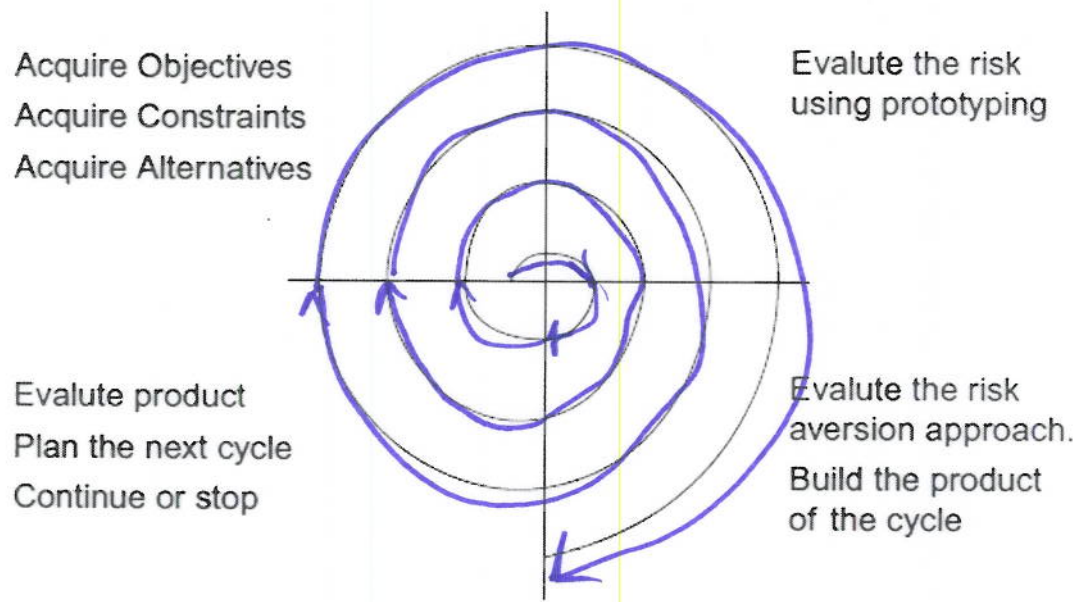 Acquire Objectives
Acquire Constraints
Acquire Alternatives
Evalute the risk
using prototyping
Evalute product
Plan the next cycle
Continue or stop
Evalute the risk
aversion approach.
Build the product
of the cycle